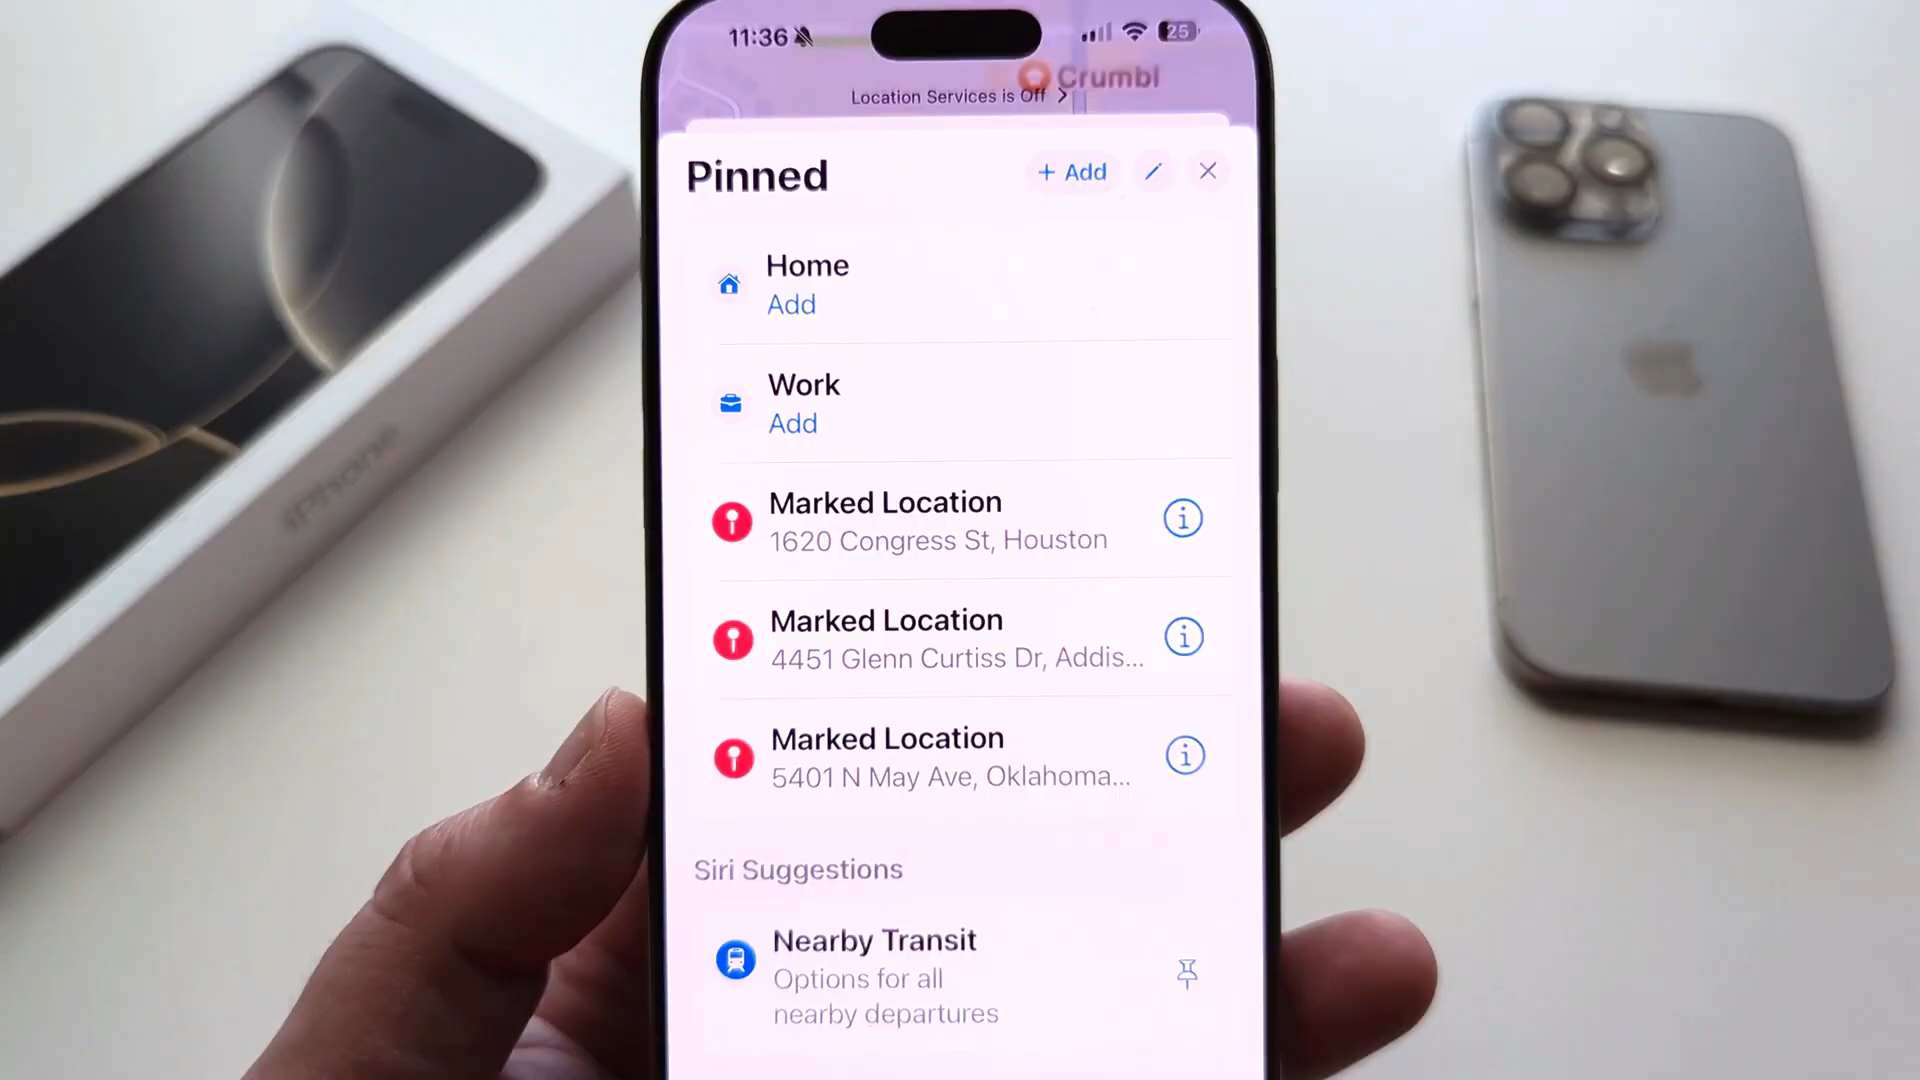 11:36
25
Crumbl
Location Services is Off
Pinned
+ Add
Home
Add
Work
Add
Marked Location
1620 Congress St, Houston
Marked Location
4451 Glenn Curtiss Dr, Addis...
Marked Location
5401 N May Ave, Oklahoma...
Siri Suggestions
Nearby Transit
Options for all
nearby departures
iPhone